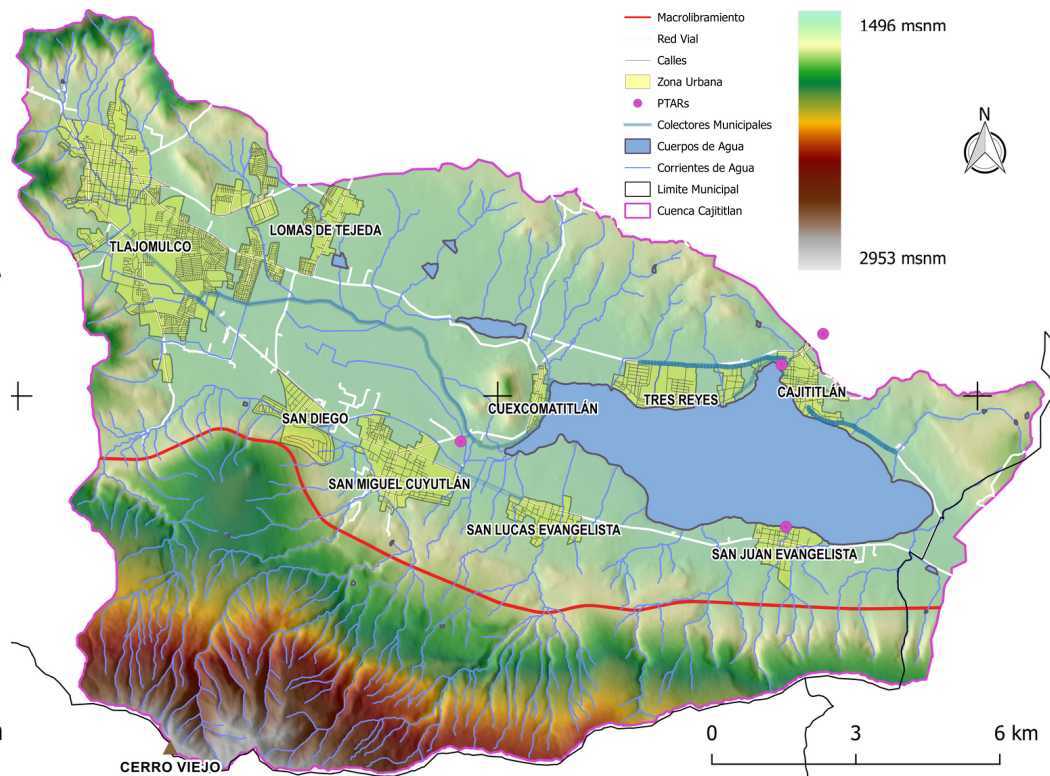 Macrolibramiento
Red Vial
Calles
Zona Urbana
PTARs
Colectores Municipales
Cuerpos de Agua
Corrientes de Agua
Limite Municipal
Cuenca Cajititlan
1496 msnm
2953 msnm
N
LOMAS DE TEJEDA
TLAJOMULCO
CUEXCOMATITLÁN
TRES REYES
CAJITITLÁN
SAN DIEGO
SAN MIGUEL CUYUTLÁN
SAN LUCAS EVANGELISTA
SAN JUAN EVANGELISTA
CERRO VIEJO
0 3 6 km